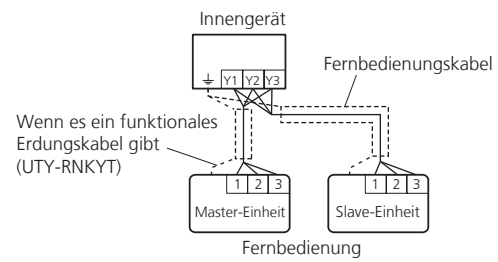 Innengerät
Y1 Y2 Y3
Fernbedienungskabel
Wenn es ein funktionales
Erdungskabel gibt
(UTY-RNKYT)
1 2 3
Master-Einheit
1 2 3
Slave-Einheit
Fernbedienung